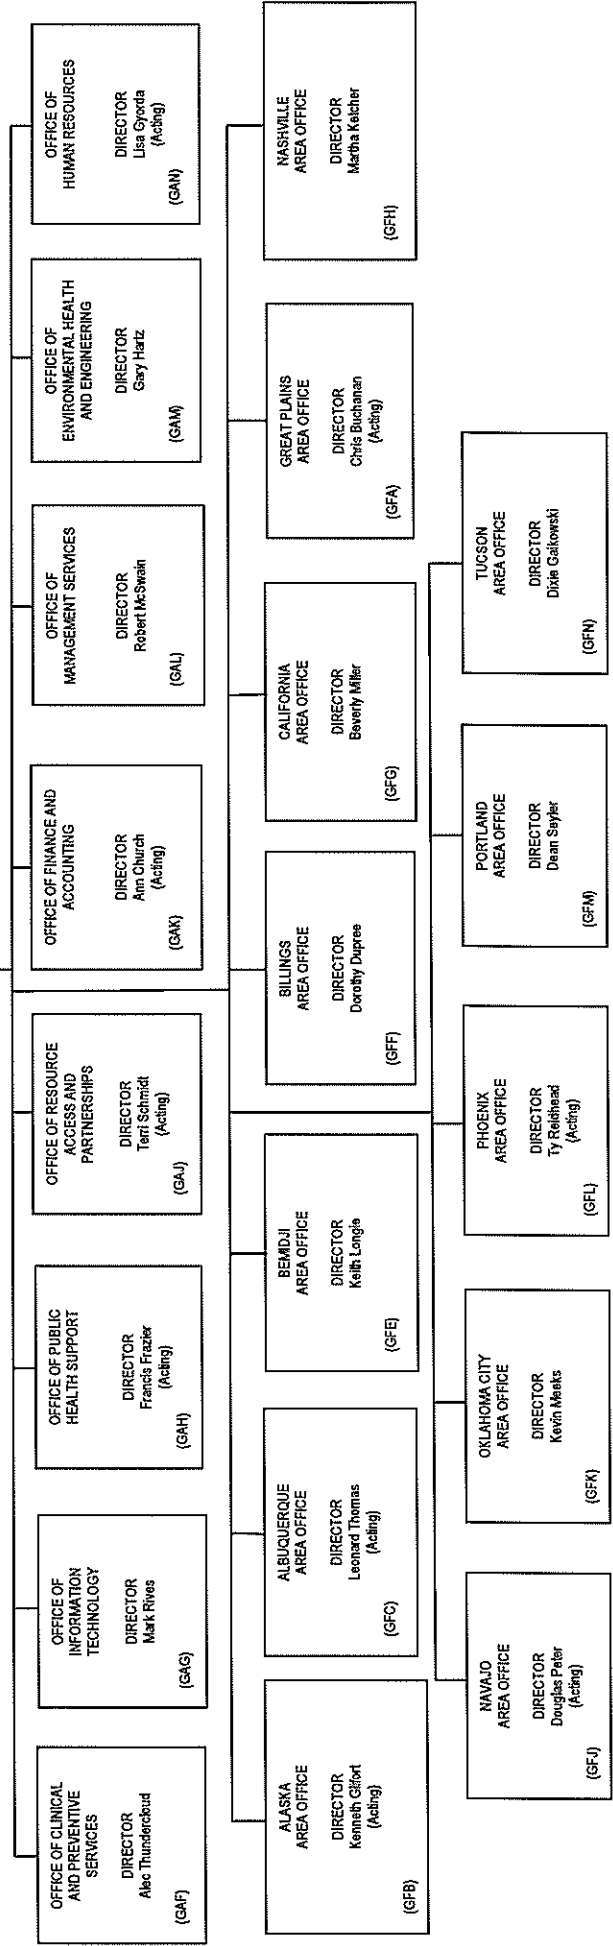 OFFICE OF CLINICAL
AND PREVENTIVE
SERVICES
DIRECTOR
Alec Thundercloud
(GAF)
OFFICE OF
INFORMATION
TECHNOLOGY
DIRECTOR
Mark Rives
(GAG)
OFFICE OF PUBLIC
HEALTH SUPPORT
DIRECTOR
Francis Frazier
(Acting)
(GAH)
OFFICE OF RESOURCE
ACCESS AND
PARTNERSHIPS
DIRECTOR
Terri Schmidt
(Acting)
(GAJ)
OFFICE OF FINANCE AND
ACCOUNTING
DIRECTOR
Ann Church
(Acting)
(GAK)
OFFICE OF
MANAGEMENT SERVICES
DIRECTOR
Robert McSwain
(GAL)
OFFICE OF
ENVIRONMENTAL HEALTH
AND ENGINEERING
DIRECTOR
Gary Hartz
(GAM)
OFFICE OF
HUMAN RESOURCES
DIRECTOR
Lisa Gyorda
(Acting)
(GAN)
ALASKA
AREA OFFICE
DIRECTOR
Kenneth Glifort
(Acting)
(GFB)
ALBUQUERQUE
AREA OFFICE
DIRECTOR
Leonard Thomas
(Acting)
(GFC)
BEMIDJI
AREA OFFICE
DIRECTOR
Keith Longie
(GFE)
BILLINGS
AREA OFFICE
DIRECTOR
Dorothy Dupree
(GFF)
CALIFORNIA
AREA OFFICE
DIRECTOR
Beverly Miller
(GFG)
GREAT PLAINS
AREA OFFICE
DIRECTOR
Chris Buchanan
(Acting)
(GFA)
NASHVILLE
AREA OFFICE
DIRECTOR
Martha Ketcher
(GFH)
NAVAJO
AREA OFFICE
DIRECTOR
Douglas Peter
(Acting)
(GFJ)
OKLAHOMA CITY
AREA OFFICE
DIRECTOR
Kevin Meeks
(GFK)
PHOENIX
AREA OFFICE
DIRECTOR
Ty Reidhead
(Acting)
(GFL)
PORTLAND
AREA OFFICE
DIRECTOR
Dean Seyler
(GFM)
TUCSON
AREA OFFICE
DIRECTOR
Dixie Gaikowski
(GFN)